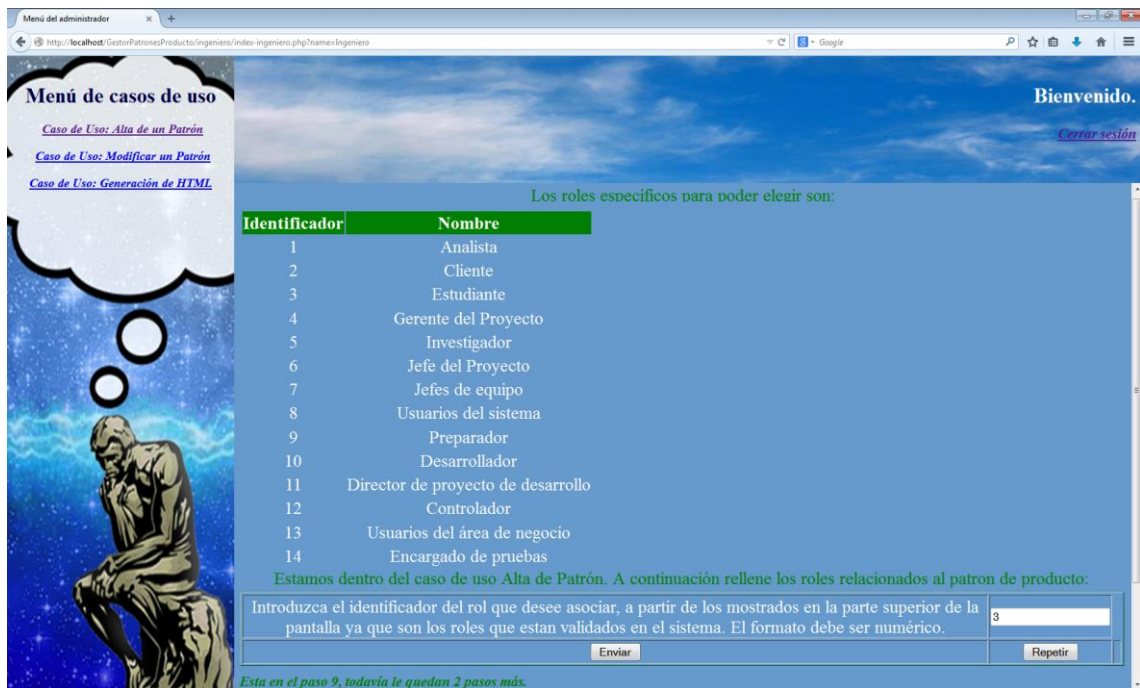 Menú del administrador
http://localhost/GestorPatronesProducto/ingeniero/index-ingeniero.php?name=Ingeniero
Google
Menú de casos de uso
Caso de Uso: Alta de un Patrón
Caso de Uso: Modificar un Patrón
Caso de Uso: Generación de HTML
Bienvenido.
Cerrar sesión
Los roles especificos para poder elegir son:
Identificador Nombre
1 Analista
2 Cliente
3 Estudiante
4 Gerente del Proyecto
5 Investigador
6 Jefe del Proyecto
7 Jefes de equipo
8 Usuarios del sistema
9 Preparador
10 Desarrollador
11 Director de proyecto de desarrollo
12 Controlador
13 Usuarios del área de negocio
14 Encargado de pruebas
Estamos dentro del caso de uso Alta de Patrón. A continuación rellene los roles relacionados al patron de producto:
Introduzca el identificador del rol que desee asociar, a partir de los mostrados en la parte superior de la
pantalla ya que son los roles que estan validados en el sistema. El formato debe ser numérico.
3
Enviar Repetir
Esta en el paso 9, todavía le quedan 2 pasos más.